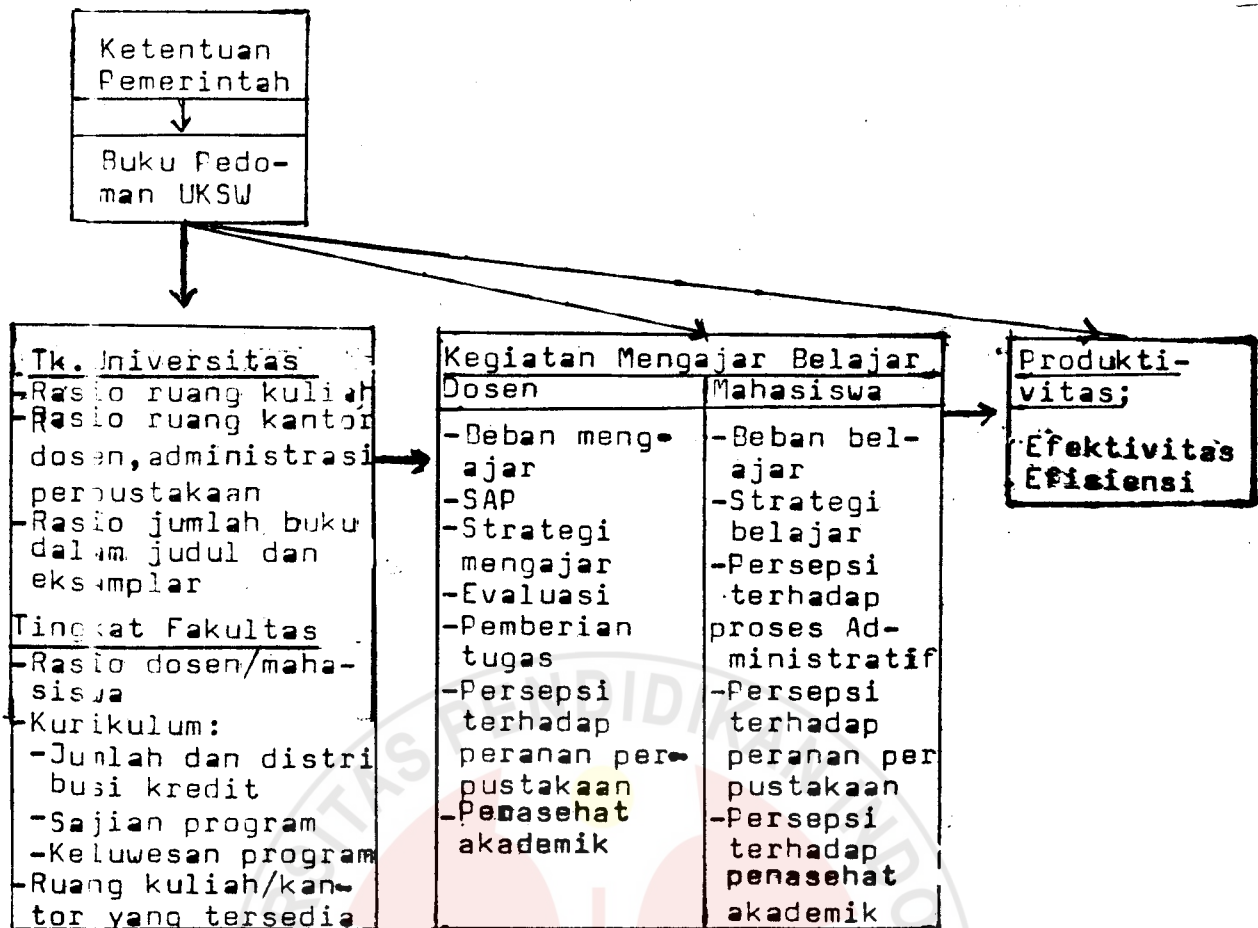 Ketentuan
Pemerintah
Buku Pedo-
man UKSW
Tk. Universitas
-Rasio ruang kuliah
-Rasio ruang kantor
dosen,administrasi
perpustakaan
-Rasio jumlah buku
dalam judul dan
eksamplar
Tingkat Fakultas
-Rasio dosen/maha-
siswa
-Kurikulum:
-Jumlah dan distri
busi kredit
-Sajian program
-Keluwesan program
-Ruang kuliah/kan-
tor yang tersedia
Kegiatan Mengajar Belajar
Dosen
-Beban meng-
ajar
-SAP
-Strategi
mengajar
-Evaluasi
-Pemberian
tugas
-Persepsi
terhadap
peranan per-
pustakaan
-Penasehat
akademik
Mahasiswa
-Beban bel-
ajar
-Strategi
belajar
-Persepsi
terhadap
proses Ad-
ministratif
-Persepsi
terhadap
peranan per
pustakaan
-Persepsi
terhadap
penasehat
akademik
Produkti-
vitas;
Efektivitas
Efisiensi